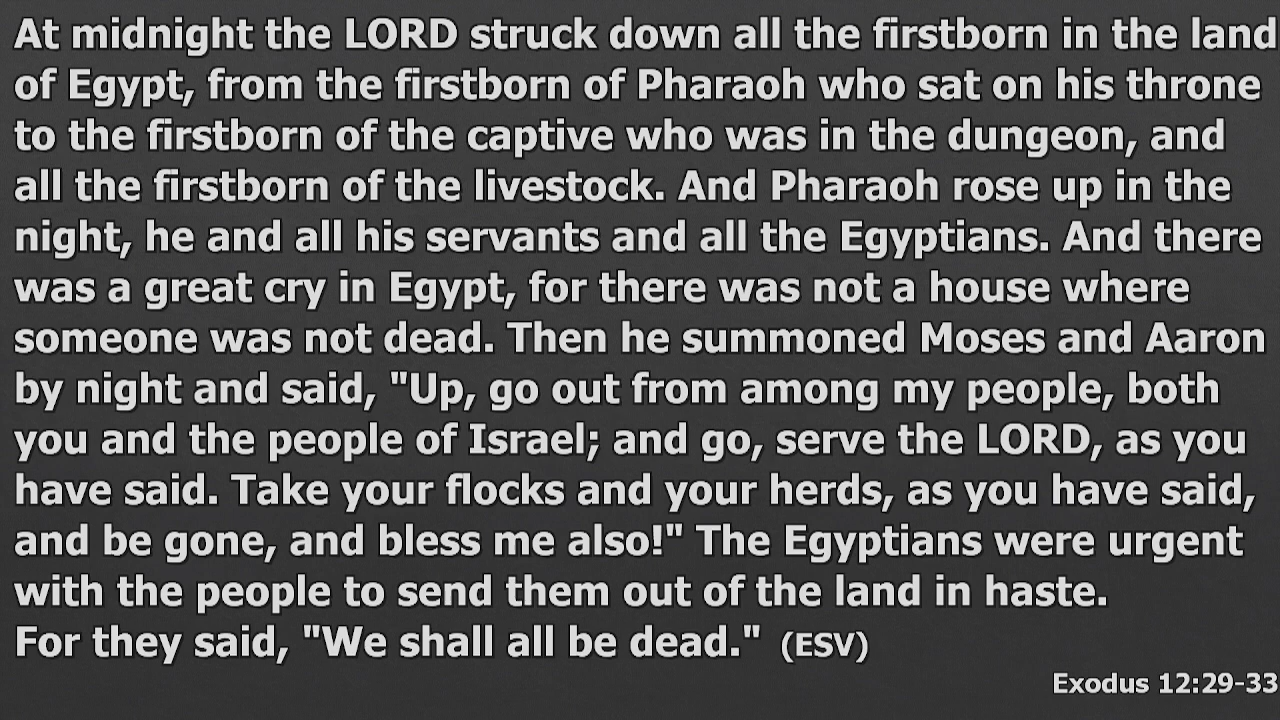 At midnight the LORD struck down all the firstborn in the land
of Egypt, from the firstborn of Pharaoh who sat on his throne
to the firstborn of the captive who was in the dungeon, and
all the firstborn of the livestock. And Pharaoh rose up in the
night, he and all his servants and all the Egyptians. And there
was a great cry in Egypt, for there was not a house where
someone was not dead. Then he summoned Moses and Aaron
by night and said, "Up, go out from among my people, both
you and the people of Israel; and go, serve the LORD, as you
have said. Take your flocks and your herds, as you have said,
and be gone, and bless me also!" The Egyptians were urgent
with the people to send them out of the land in haste.
For they said, "We shall all be dead." (ESV)
Exodus 12:29-33